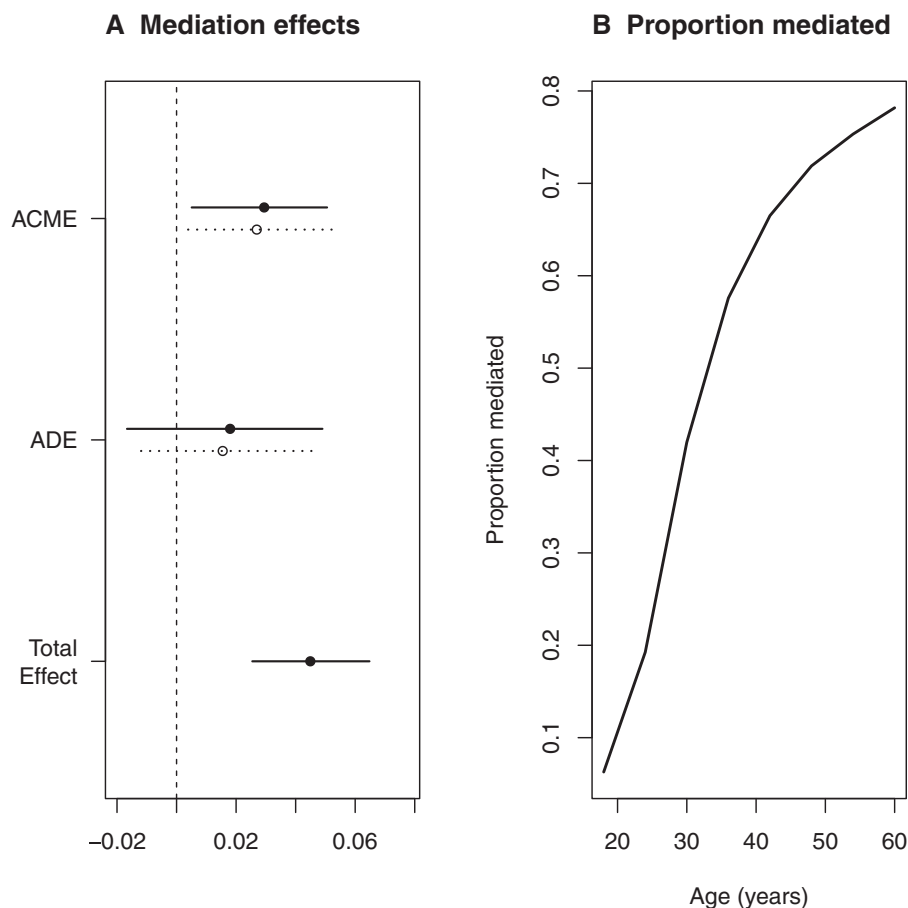 A Mediation effects
ACME
ADE
Total
Effect
−0.02
0.02
0.06
B Proportion mediated
Proportion mediated
0.8
0.7
0.6
0.5
0.4
0.3
0.2
0.1
20
30
40
50
60
Age (years)